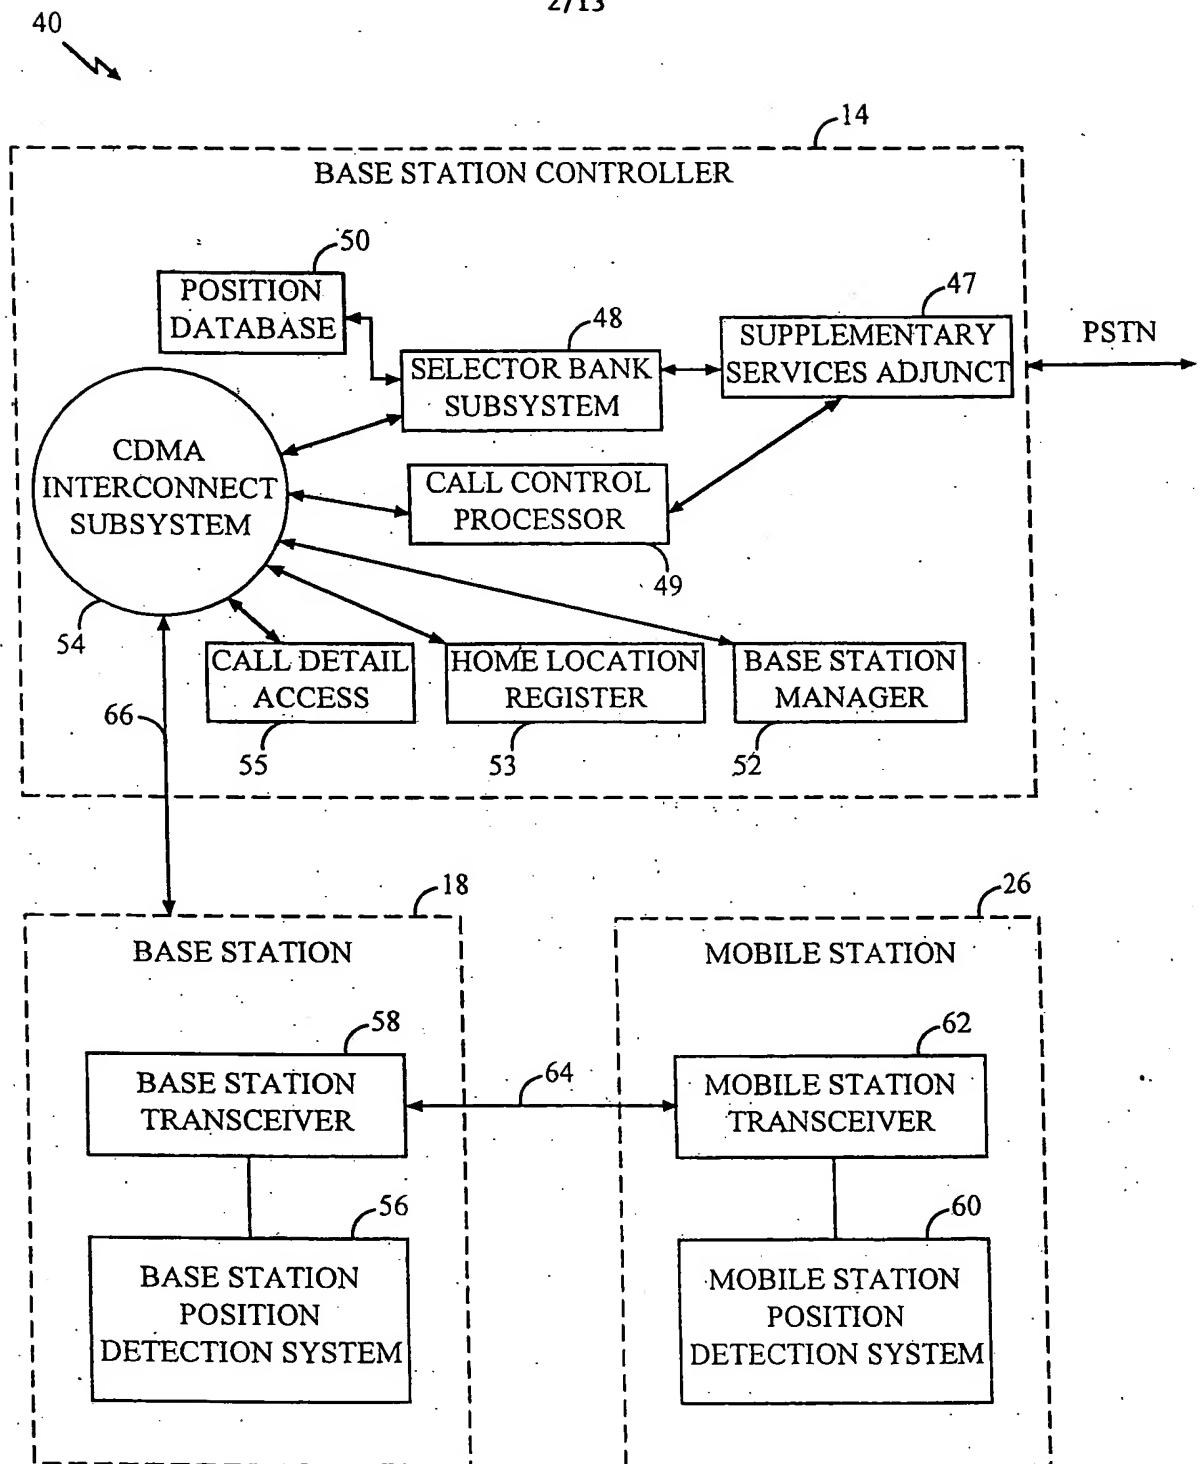 2/13
40
14
BASE STATION CONTROLLER
50
POSITION
DATABASE
48
SELECTOR BANK
SUBSYSTEM
47
SUPPLEMENTARY
SERVICES ADJUNCT
PSTN
CDMA
INTERCONNECT
SUBSYSTEM
54
CALL CONTROL
PROCESSOR
49
CALL DETAIL
ACCESS
55
HOME LOCATION
REGISTER
53
BASE STATION
MANAGER
52
66
18
BASE STATION
58
BASE STATION
TRANSCEIVER
64
56
BASE STATION
POSITION
DETECTION SYSTEM
26
MOBILE STATION
62
MOBILE STATION
TRANSCEIVER
60
MOBILE STATION
POSITION
DETECTION SYSTEM